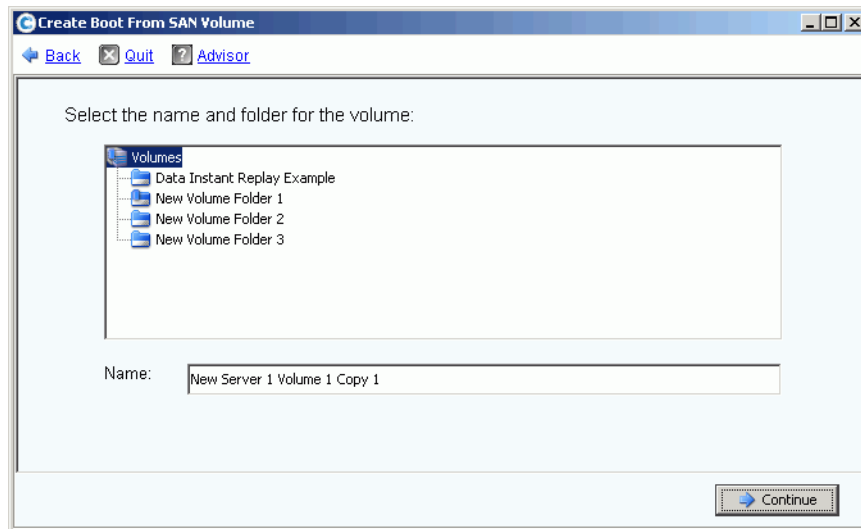 Create Boot From SAN Volume
Back Quit Advisor
Select the name and folder for the volume:
Volumes
Data Instant Replay Example
New Volume Folder 1
New Volume Folder 2
New Volume Folder 3
Name: New Server 1 Volume 1 Copy 1
Continue